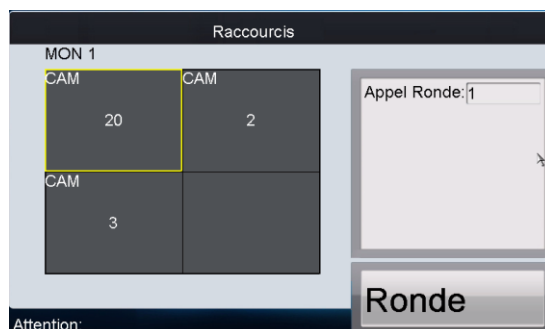 Raccourcis
MON 1
CAM
20
CAM
2
CAM
3
Appel Ronde:1
Ronde
Attention: